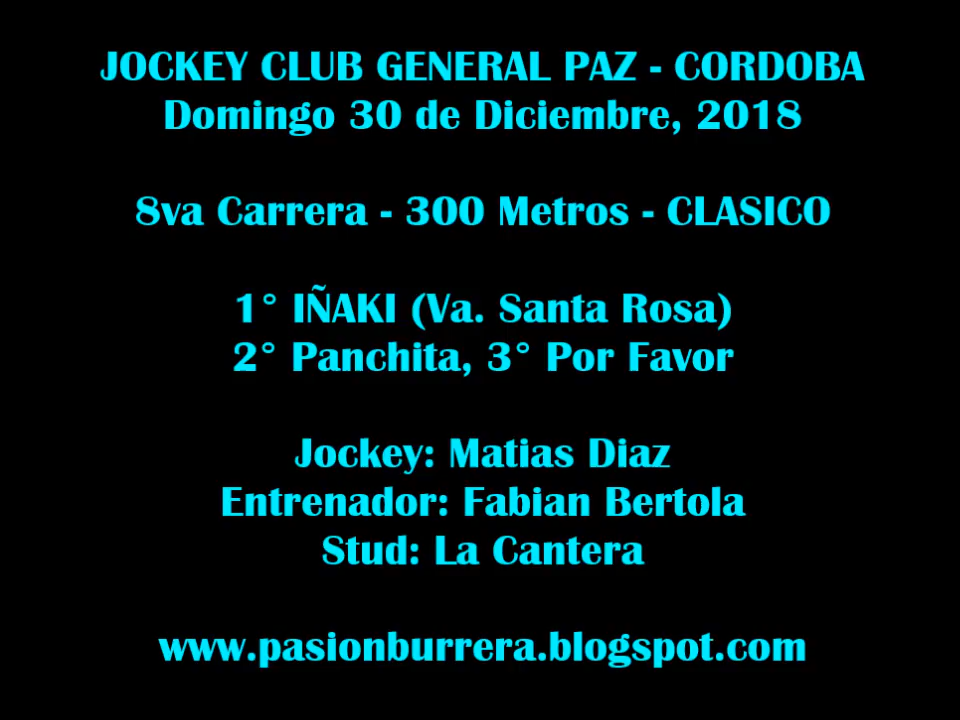 JOCKEY CLUB GENERAL PAZ - CORDOBA
Domingo 30 de Diciembre, 2018
8va Carrera - 300 Metros - CLASICO
1° IÑAKI (Va. Santa Rosa)
2° Panchita, 3° Por Favor
Jockey: Matias Diaz
Entrenador: Fabian Bertola
Stud: La Cantera
www.pasionburrera.blogspot.com